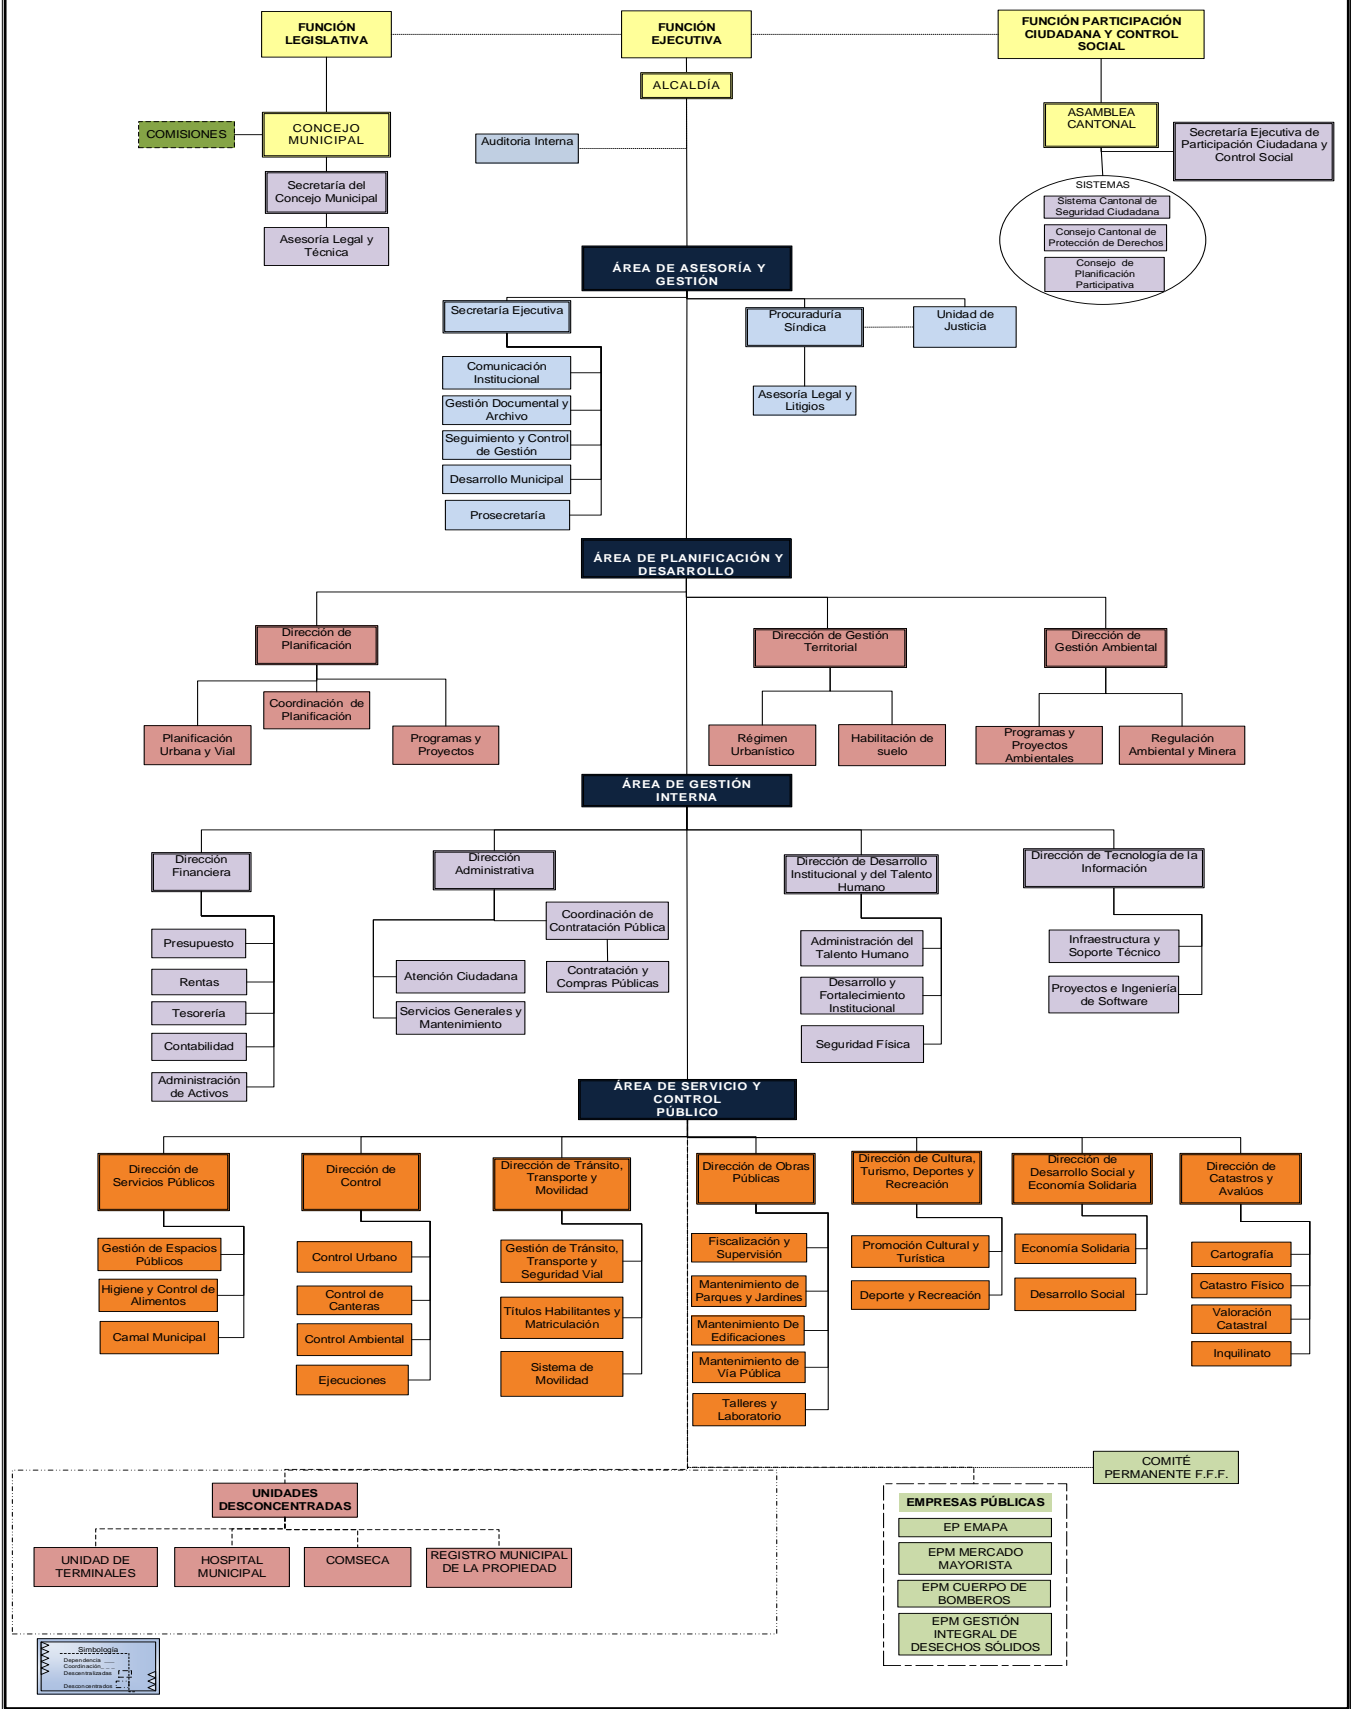 FUNCIÓN
LEGISLATIVA
FUNCIÓN
EJECUTIVA
FUNCIÓN PARTICIPACIÓN
CIUDADANA Y CONTROL
SOCIAL
ALCALDÍA
COMISIONES
CONCEJO
MUNICIPAL
Auditoria Interna
ASAMBLEA
CANTONAL
Secretaría Ejecutiva de
Participación Ciudadana y
Control Social
Secretaría del
Concejo Municipal
Asesoría Legal y
Técnica
SISTEMAS
Sistema Cantonal de
Seguridad Ciudadana
Consejo Cantonal de
Protección de Derechos
Consejo de
Planificación
Participativa
ÁREA DE ASESORÍA Y
GESTIÓN
Secretaría Ejecutiva
Procuraduría
Síndica
Unidad de
Justicia
Comunicación
Institucional
Gestión Documental y
Archivo
Seguimiento y Control
de Gestión
Desarrollo Municipal
Prosecretaría
Asesoría Legal y
Litigios
ÁREA DE PLANIFICACIÓN Y
DESARROLLO
Dirección de
Planificación
Dirección de Gestión
Territorial
Dirección de
Gestión Ambiental
Planificación
Urbana y Vial
Coordinación de
Planificación
Programas y
Proyectos
Régimen
Urbanístico
Habilitación de
suelo
Programas y
Proyectos
Ambientales
Regulación
Ambiental y Minera
ÁREA DE GESTIÓN
INTERNA
Dirección
Financiera
Dirección
Administrativa
Dirección de Desarrollo
Institucional y del Talento
Humano
Dirección de Tecnología de la
Información
Presupuesto
Rentas
Tesorería
Contabilidad
Administración
de Activos
Coordinación de
Contratación Pública
Atención Ciudadana
Contratación y
Compras Públicas
Servicios Generales y
Mantenimiento
Administración del
Talento Humano
Desarrollo y
Fortalecimiento
Institucional
Seguridad Física
Infraestructura y
Soporte Técnico
Proyectos e Ingeniería
de Software
ÁREA DE SERVICIO Y
CONTROL
PÚBLICO
Dirección de
Servicios Públicos
Dirección de
Control
Dirección de Tránsito,
Transporte y
Movilidad
Dirección de Obras
Públicas
Dirección de Cultura,
Turismo, Deportes y
Recreación
Dirección de
Desarrollo Social y
Economía Solidaria
Dirección de
Catastros y
Avalúos
Gestión de Espacios
Públicos
Higiene y Control de
Alimentos
Camal Municipal
Control Urbano
Control de
Canteras
Control Ambiental
Ejecuciones
Gestión de Tránsito,
Transporte y
Seguridad Vial
Títulos Habilitantes y
Matriculación
Sistema de
Movilidad
Fiscalización y
Supervisión
Mantenimiento de
Parques y Jardines
Mantenimiento De
Edificaciones
Mantenimiento de
Vía Pública
Talleres y
Laboratorio
Promoción Cultural y
Turística
Deporte y Recreación
Economía Solidaria
Desarrollo Social
Cartografía
Catastro Físico
Valoración
Catastral
Inquilinato
COMITÉ
PERMANENTE F.F.F.
UNIDADES
DESCONCENTRADAS
UNIDAD DE
TERMINALES
HOSPITAL
MUNICIPAL
COMSECA
REGISTRO MUNICIPAL
DE LA PROPIEDAD
EMPRESAS PÚBLICAS
EP EMAPA
EPM MERCADO
MAYORISTA
EPM CUERPO DE
BOMBEROS
EPM GESTIÓN
INTEGRAL DE
DESECHOS SÓLIDOS
Simbología
Dependencia
Coordinación
Descentralizadas
Desconcentrados